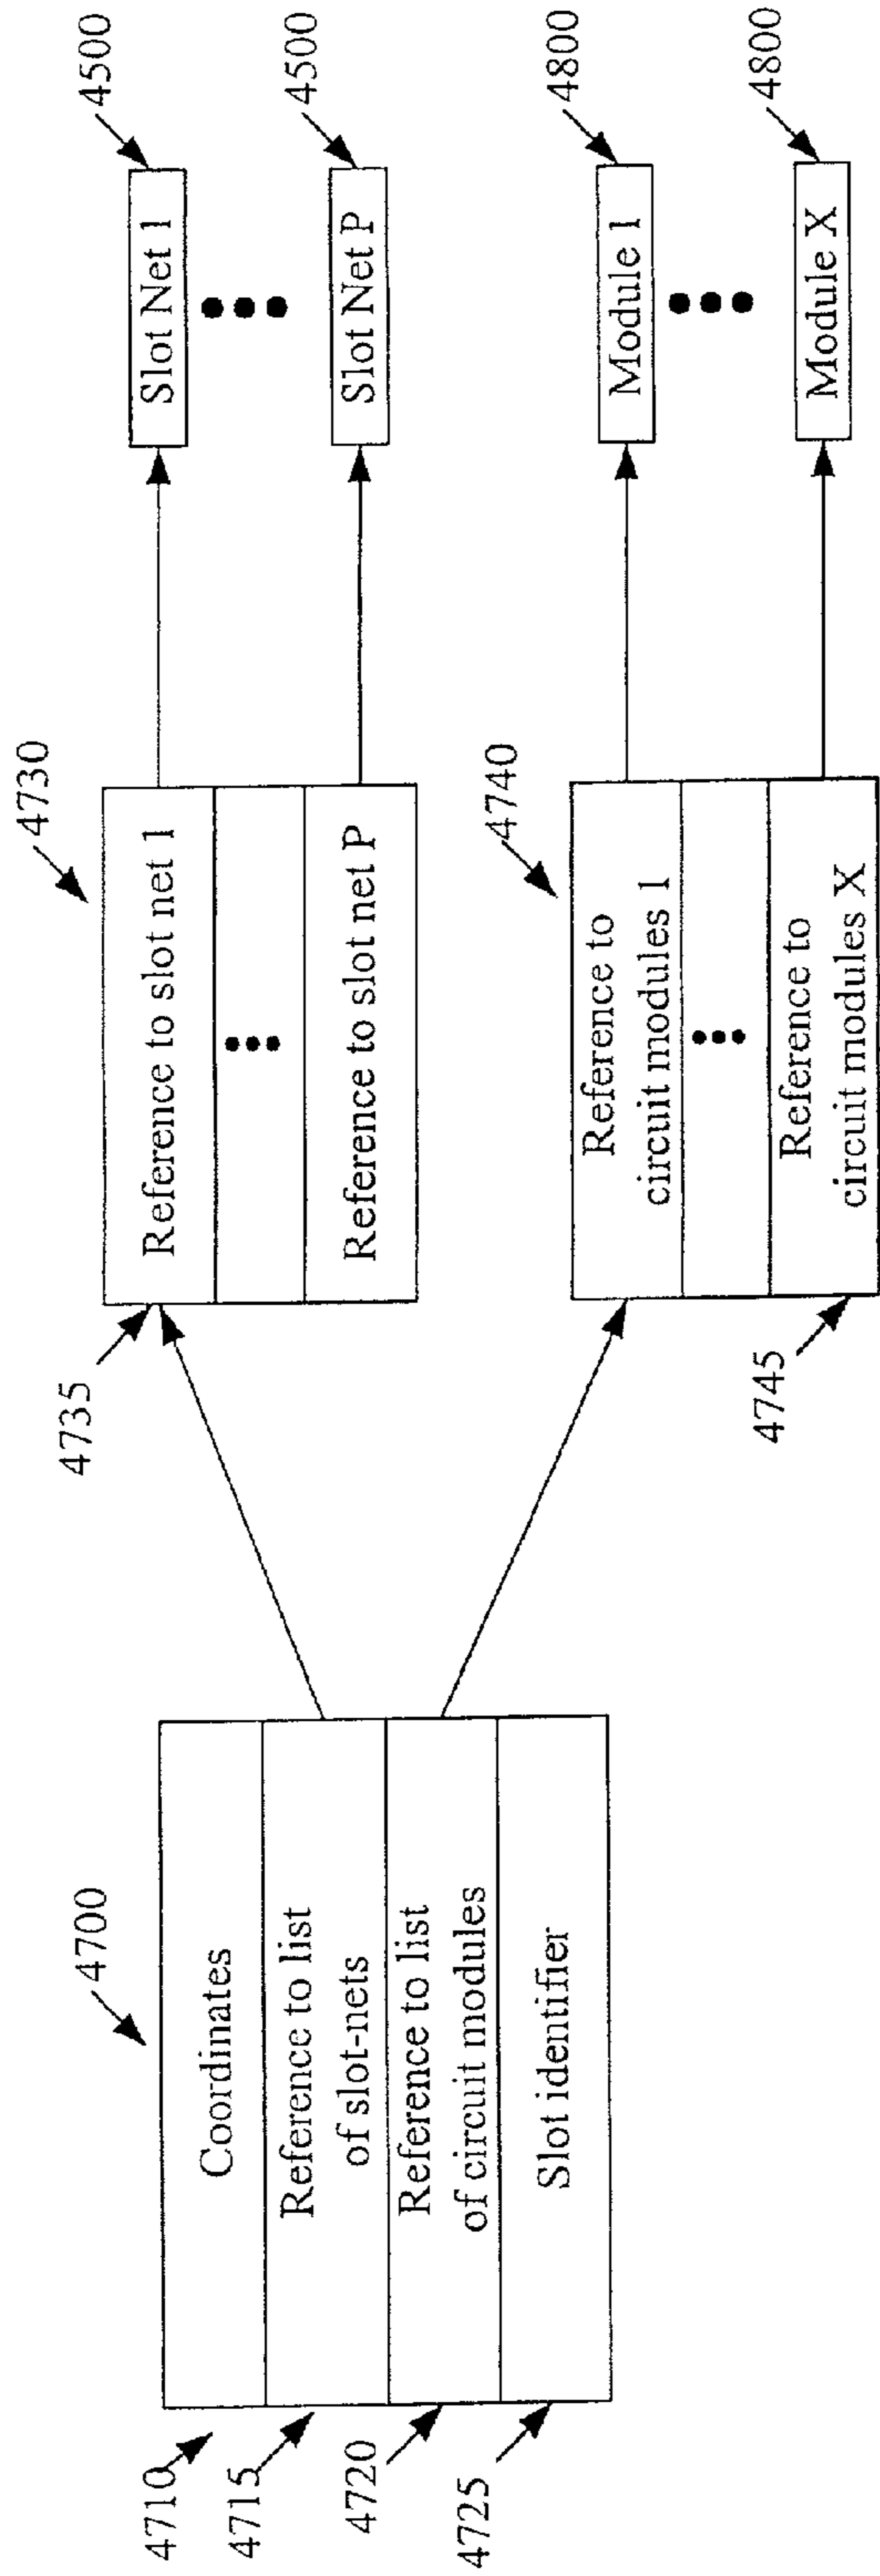 4700
4710
Coordinates
4715
Reference to list
of slot-nets
4720
Reference to list
of circuit modules
4725
Slot identifier
4730
4735
Reference to slot net 1
Reference to slot net P
4740
Reference to
circuit modules 1
4745
Reference to
circuit modules X
4500
Slot Net 1
4500
Slot Net P
4800
Module 1
4800
Module X